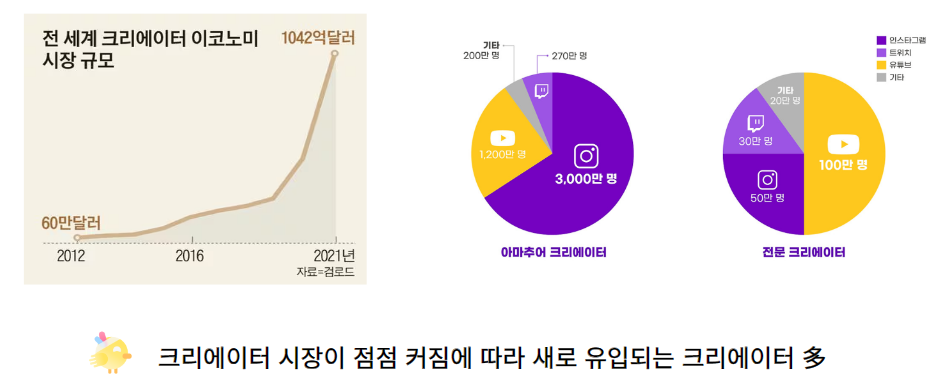 전 세계 크리에이터 이코노미
시장 규모
1042억달러
60만달러
2012
2016
2021년
자료=검로드
기타
200만 명
270만 명
1,200만 명
3,000만 명
아마추어 크리에이터
인스타그램
트위치
유튜브
기타
기타
20만 명
30만 명
50만 명
100만 명
전문 크리에이터
크리에이터 시장이 점점 커짐에 따라 새로 유입되는 크리에이터 多